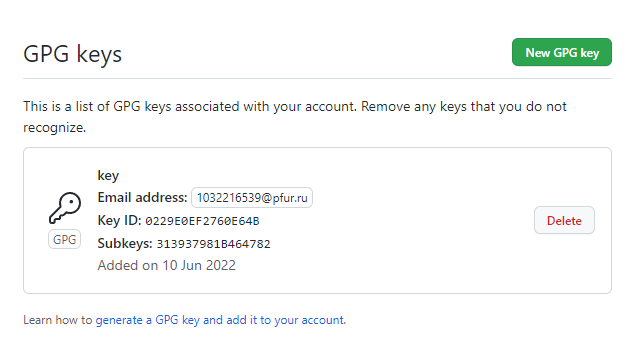 GPG keys
New GPG key
This is a list of GPG keys associated with your account. Remove any keys that you do not
recognize.
key
Email address: 1032216539@pfur.ru
Key ID: 0229E0EF2760E64B
Subkeys: 313937981B464782
Added on 10 Jun 2022
GPG
Delete
Learn how to generate a GPG key and add it to your account.